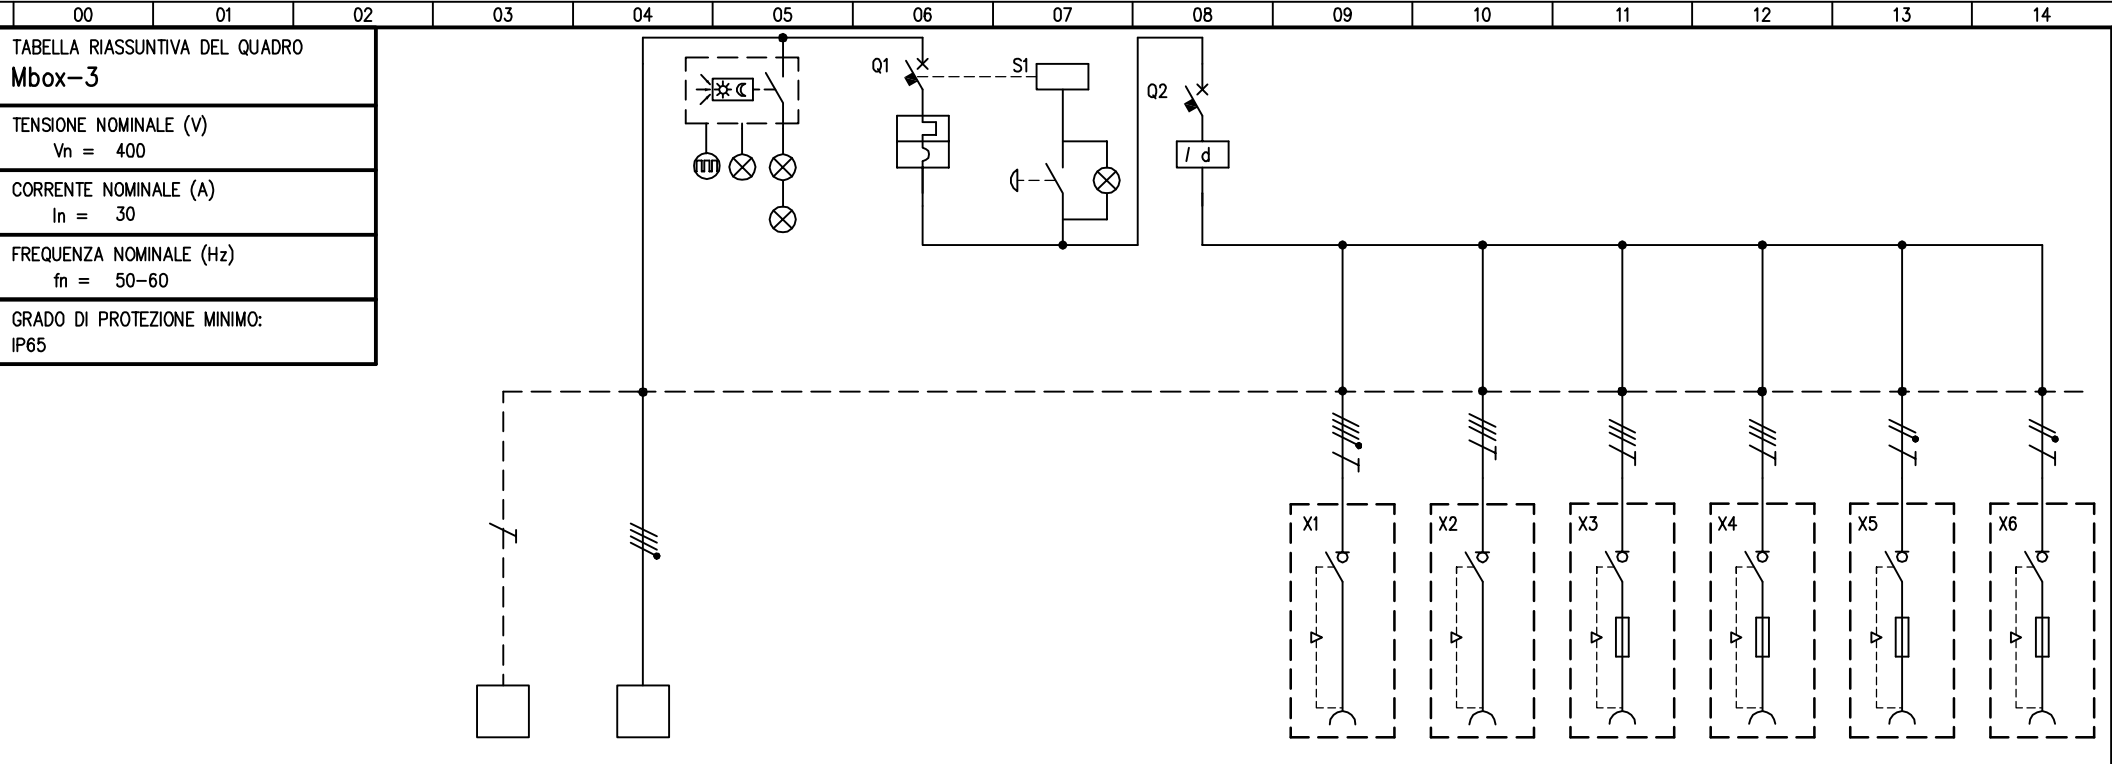 00 01 02 03 04 05 06 07 08 09 10 11 12 13 14
TABELLA RIASSUNTIVA DEL QUADRO
Mbox-3
TENSIONE NOMINALE (V)
Vn = 400
CORRENTE NOMINALE (A)
In = 30
FREQUENZA NOMINALE (Hz)
fn = 50-60
GRADO DI PROTEZIONE MINIMO:
IP65
Q1
S1
Q2
I d
X1 X2 X3 X4 X5 X6